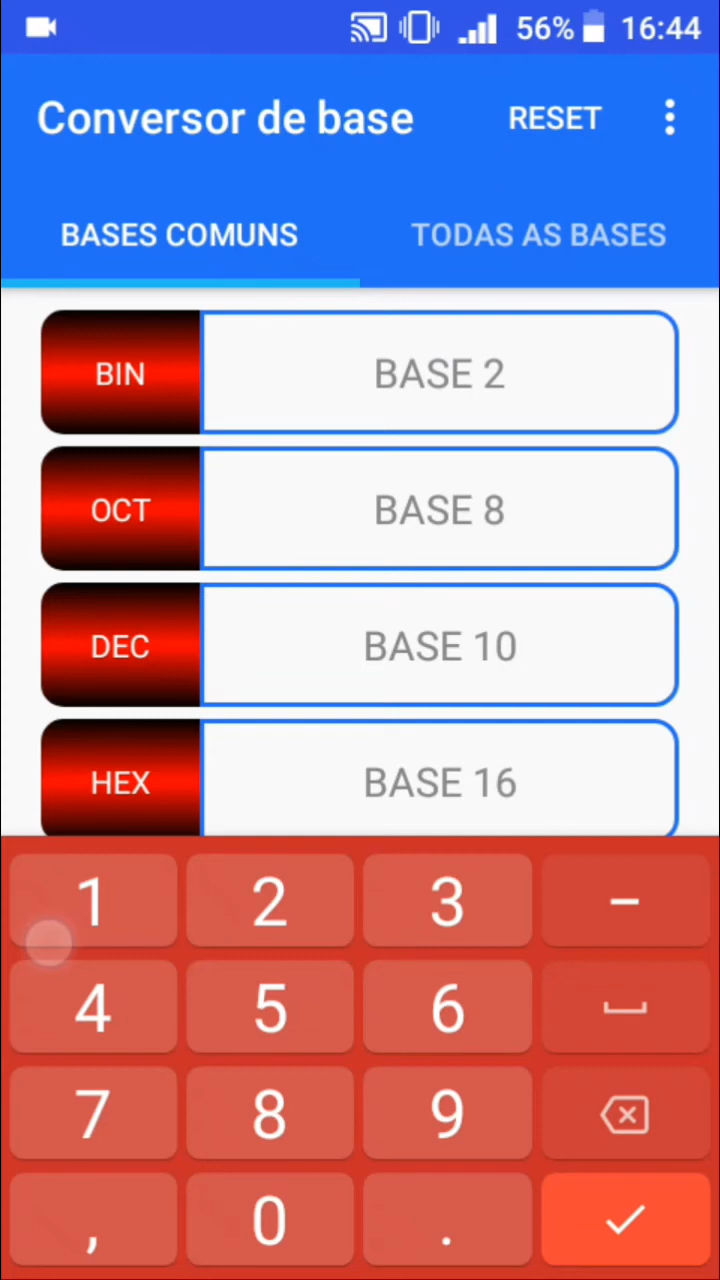 56% 16:44
Conversor de base RESET
BASES COMUNS TODAS AS BASES
BIN BASE 2
OCT BASE 8
DEC BASE 10
HEX BASE 16
1 2 3 –
4 5 6
7 8 9
, 0 .